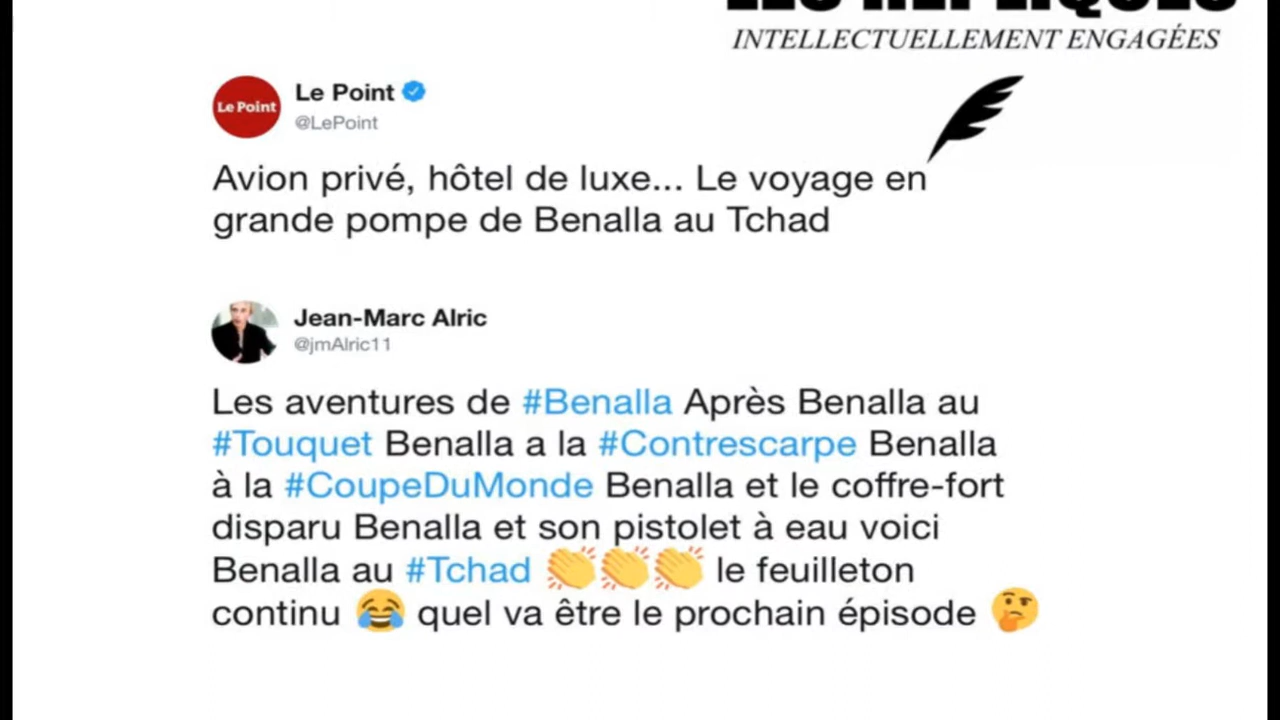 LES RÉPLIQUES
INTELLECTUELLEMENT ENGAGÉES
Le Point
Le Point
@LePoint
Avion privé, hôtel de luxe... Le voyage en
grande pompe de Benalla au Tchad
Jean-Marc Alric
@jmAlric11
Les aventures de #Benalla Après Benalla au
#Touquet Benalla a la #Contrescarpe Benalla
à la #CoupeDuMonde Benalla et le coffre-fort
disparu Benalla et son pistolet à eau voici
Benalla au #Tchad 👏👏👏 le feuilleton
continu 😂 quel va être le prochain épisode 🤔